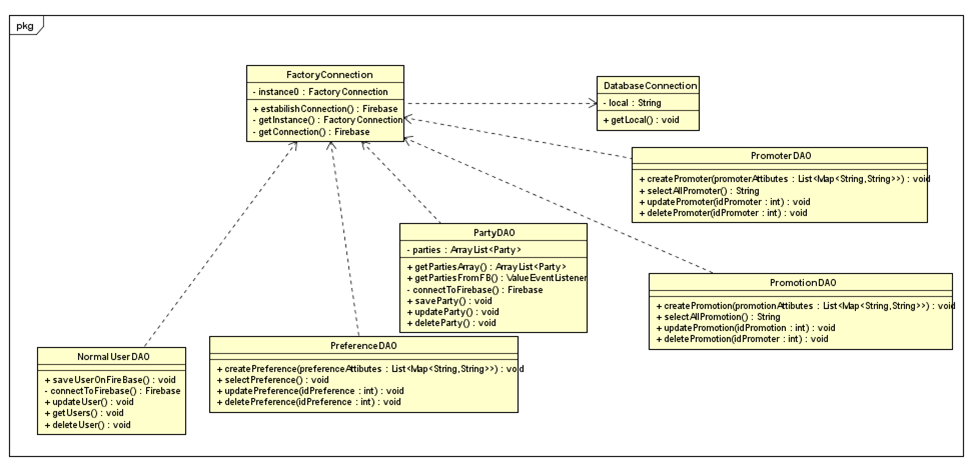 pkg
FactoryConnection
- instance0 : FactoryConnection
+ estabilishConnection() : Firebase
- getInstance() : FactoryConnection
- getConnection() : Firebase
DatabaseConnection
- local : String
+ getLocal() : void
PromoterDAO
+ createPromoter(promoterAttibutes : List<Map<String,String>>) : void
+ selectAllPromoter() : String
+ updatePromoter(idPromoter : int) : void
+ deletePromoter(idPromoter : int) : void
PartyDAO
- parties : ArrayList<Party>
+ getPartiesArray() : ArrayList<Party>
+ getPartiesFromFB() : ValueEventListener
- connectToFirebase() : Firebase
+ saveParty() : void
+ updateParty() : void
+ deleteParty() : void
PromotionDAO
+ createPromotion(promotionAttributes : List<Map<String,String>>) : void
+ selectAllPromotion() : String
+ updatePromotion(idPromotion : int) : void
+ deletePromotion(idPromoter : int) : void
PreferenceDAO
+ createPreference(preferenceAttibutes : List<Map<String,String>>) : void
+ selectPreference() : void
+ updatePreference(idPreference : int) : void
+ deletePreference(idPreference : int) : void
NormalUserDAO
+ saveUserOnFireBase() : void
- connectToFirebase() : Firebase
+ updateUser() : void
+ getUsers() : void
+ deleteUser() : void